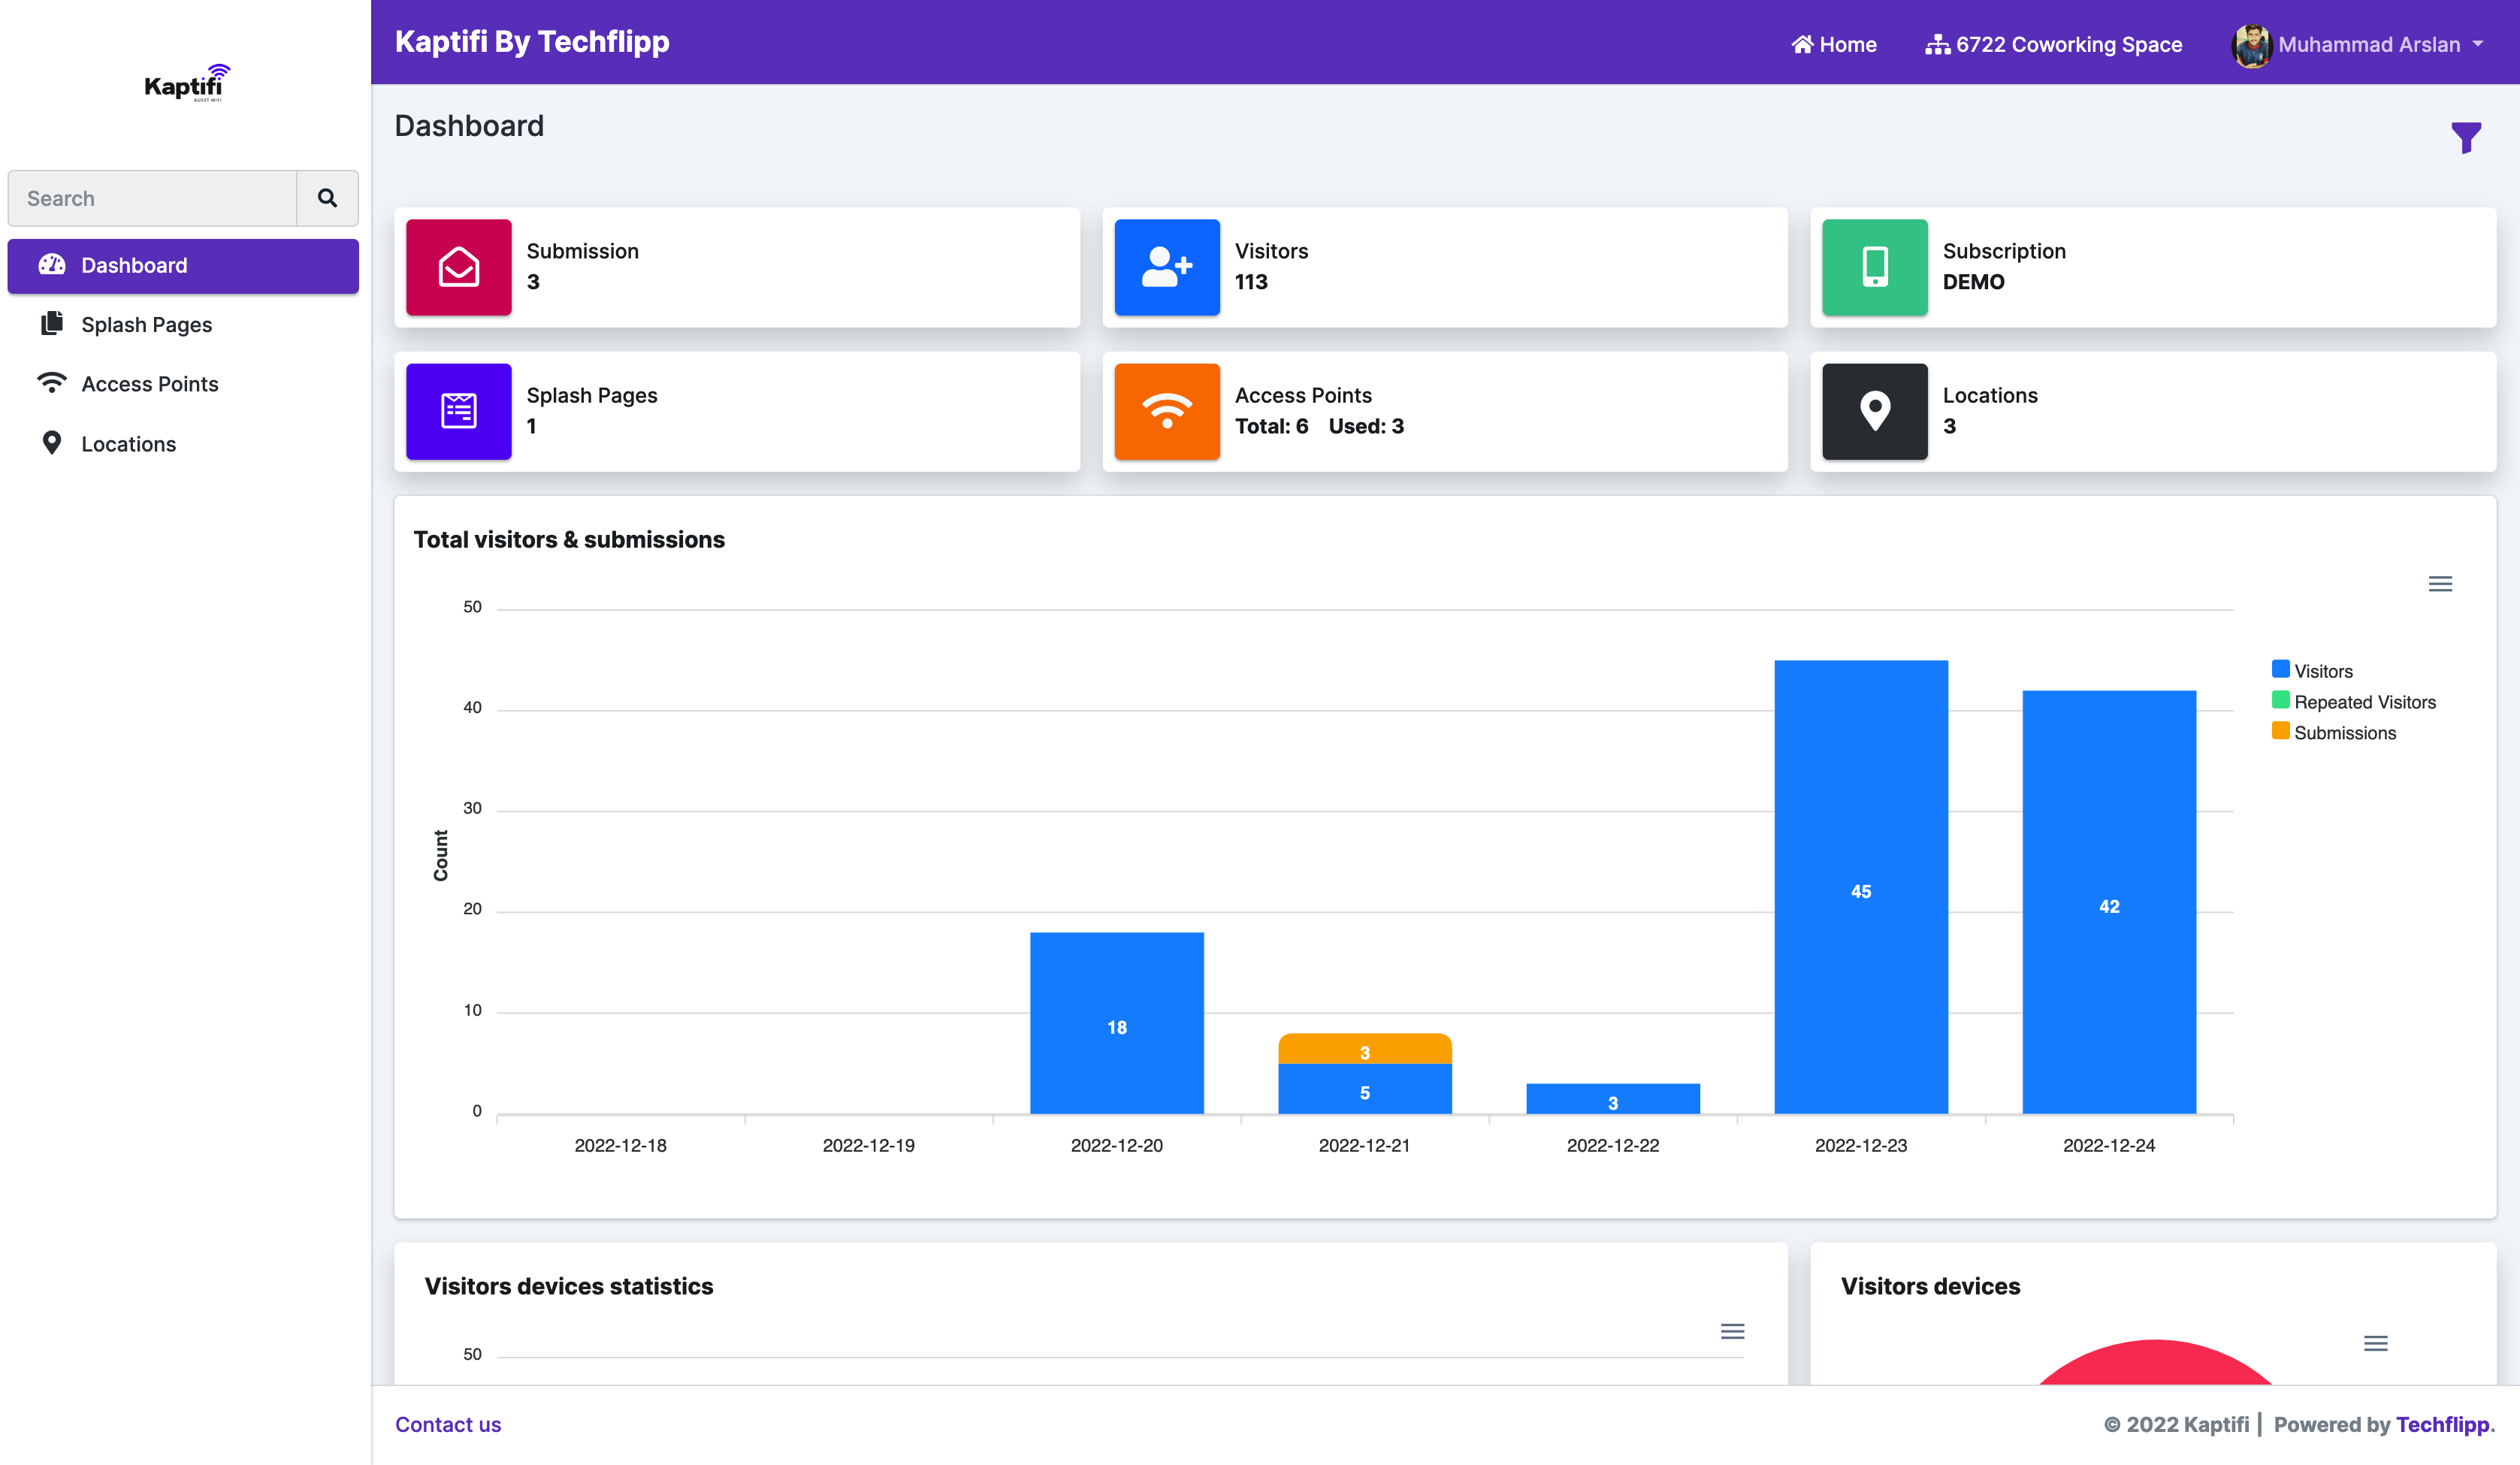 Kaptifi
GUEST WIFI
Search
Dashboard
Splash Pages
Access Points
Locations
Kaptifi By Techflipp
Home
6722 Coworking Space
Muhammad Arslan
Dashboard
Submission
3
Visitors
113
Subscription
DEMO
Splash Pages
1
Access Points
Total: 6 Used: 3
Locations
3
Total visitors & submissions
50
40
30
20
10
0
Count
18
3
5
3
45
42
2022-12-18
2022-12-19
2022-12-20
2022-12-21
2022-12-22
2022-12-23
2022-12-24
Visitors
Repeated Visitors
Submissions
Visitors devices statistics
50
Visitors devices
Contact us
© 2022 Kaptifi | Powered by Techflipp.